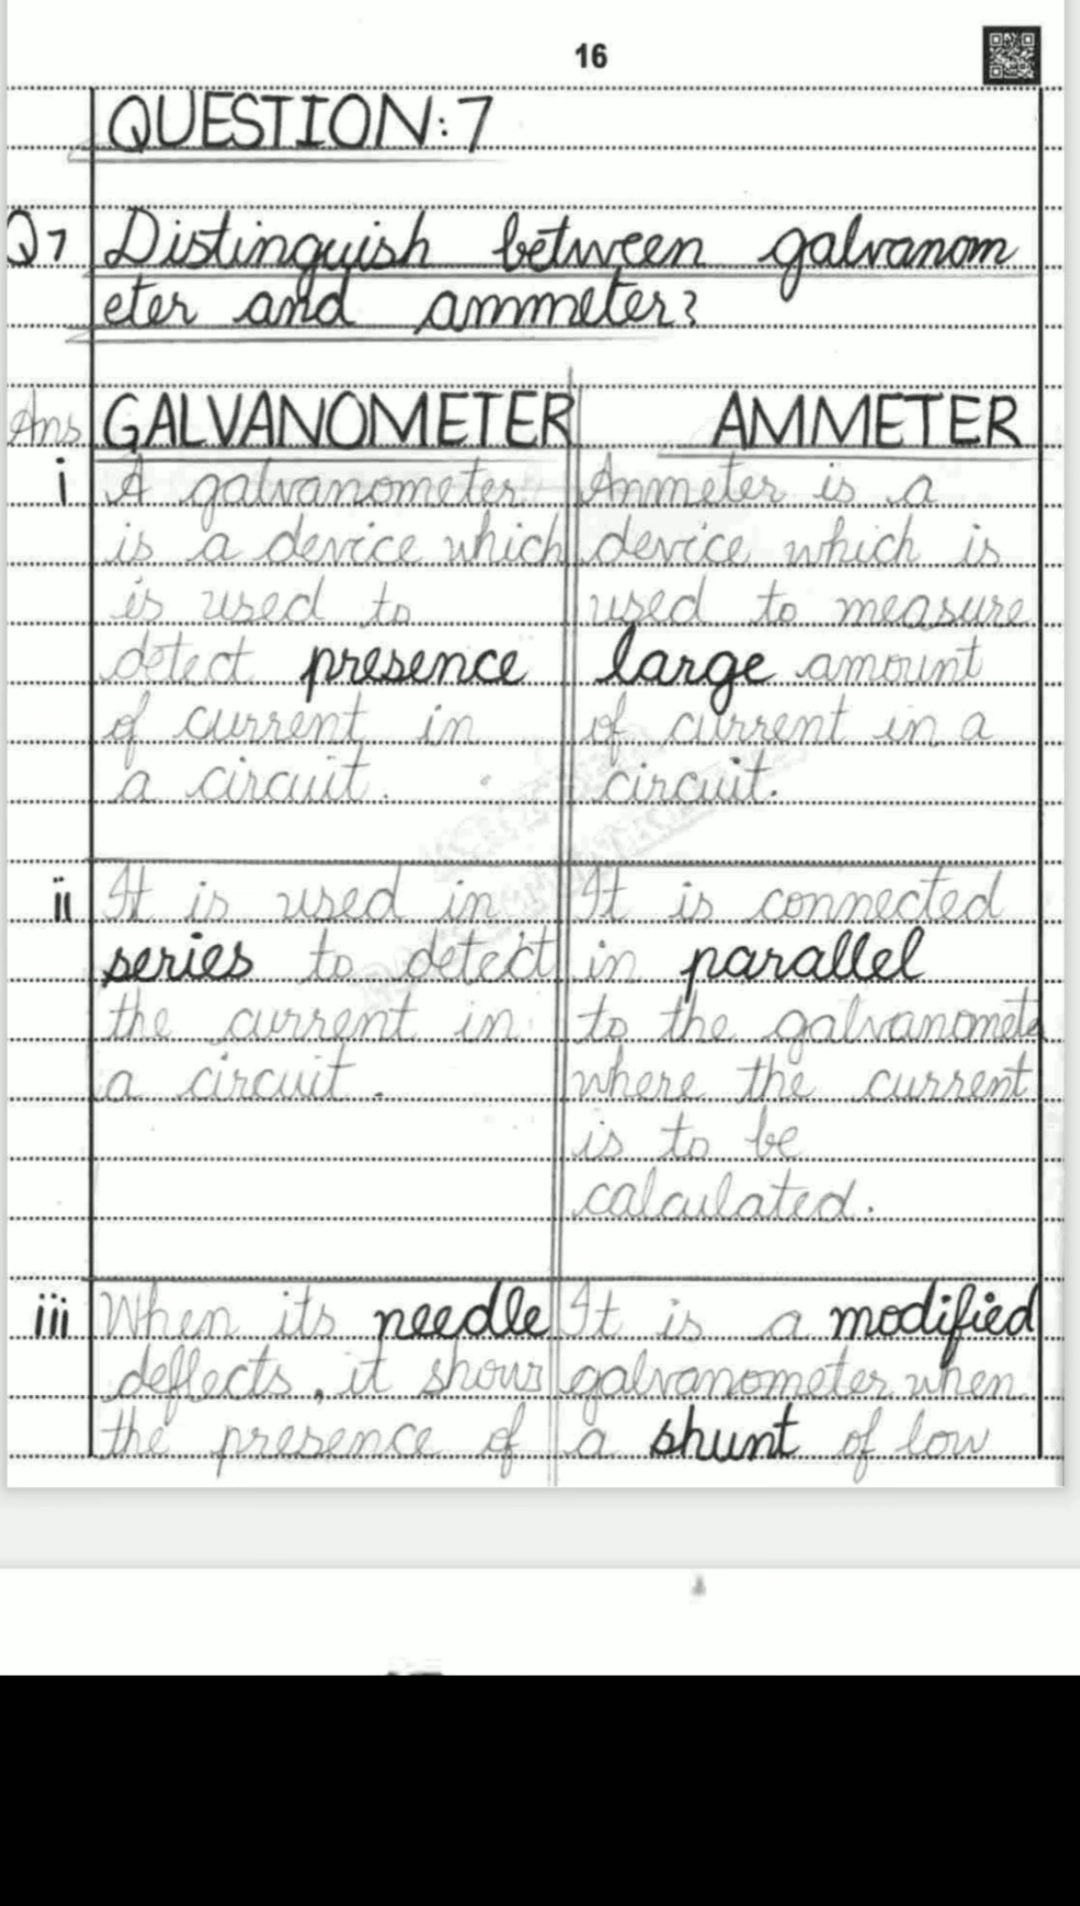 16
QUESTION:7
Q7 Distinguish between galvanom
eter and ammeter?
Ans GALVANOMETER AMMETER
i A galvanometer Ammeter is a
is a device which device which is
is used to used to measure
detect presence large amount
of current in of current in a
a circuit. circuit.
ii It is used in It is connected
series to detect in parallel
the current in to the galvanomete
a circuit. where the current
is to be
calculated.
iii When its needle It is a modified
deflects, it shows galvanometer when
the presence of a shunt of low